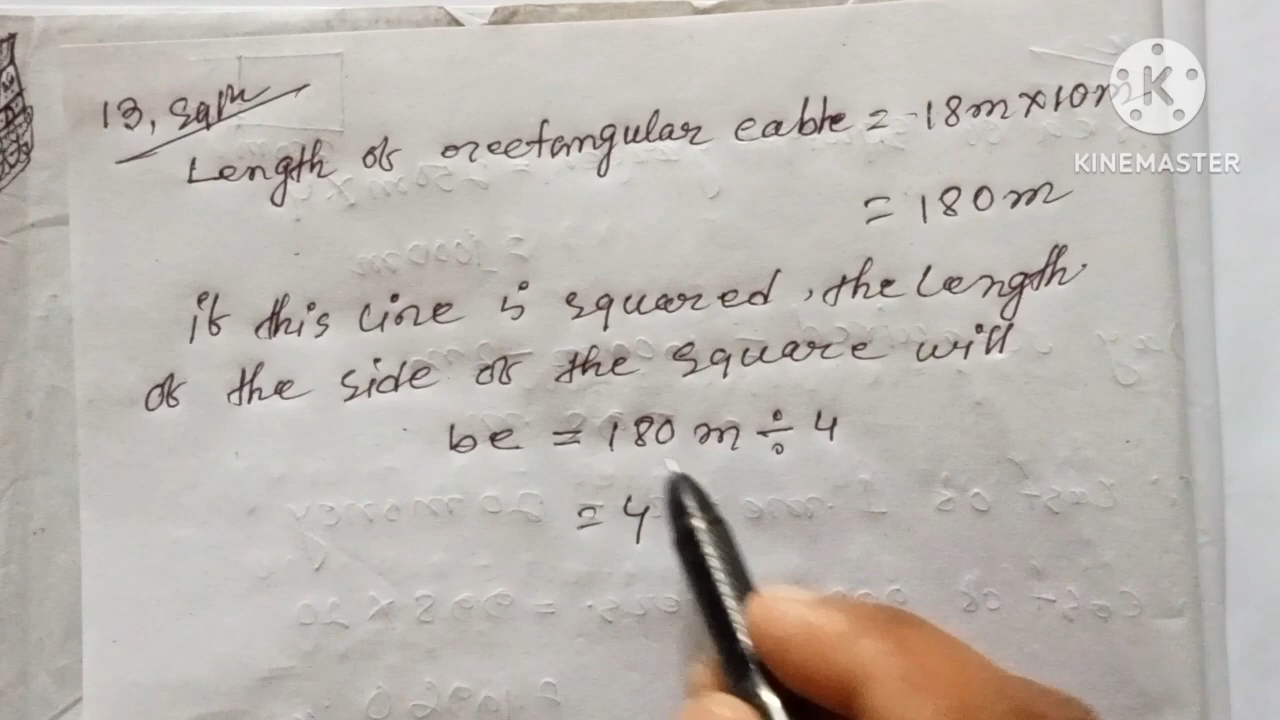 13, Soln
Length of rectangular cable = 18m×10m
= 180m
if this line is squared, the length
of the side of the square will
be = 180 m ÷ 4
= 4
K
KINEMASTER